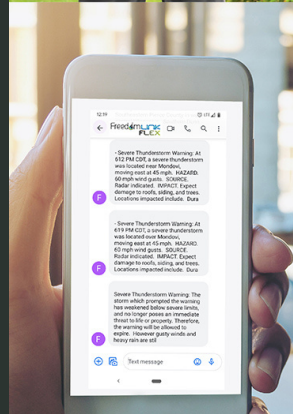 12:59
FreedomLINK
FLEX
- Severe Thunderstorm Warning: At
612 PM CDT, a severe thunderstorm
was located near Mondovi,
moving east at 45 mph. HAZARD.
60 mph wind gusts. SOURCE.
Radar indicated. IMPACT. Expect
damage to roofs, siding, and trees.
Locations impacted include. Dura
F
- Severe Thunderstorm Warning: At
619 PM CDT, a severe thunderstorm
was located over Mondovi,
moving east at 45 mph. HAZARD.
60 mph wind gusts. SOURCE.
Radar indicated. IMPACT. Expect
damage to roofs, siding, and trees.
Locations impacted include. Dura
F
Severe Thunderstorm Warning: The
storm which prompted the warning
has weakened below severe limits,
and no longer poses an immediate
threat to life or property. Therefore,
the warning will be allowed to
expire. However gusty winds and
heavy rain are stil
F
Text message